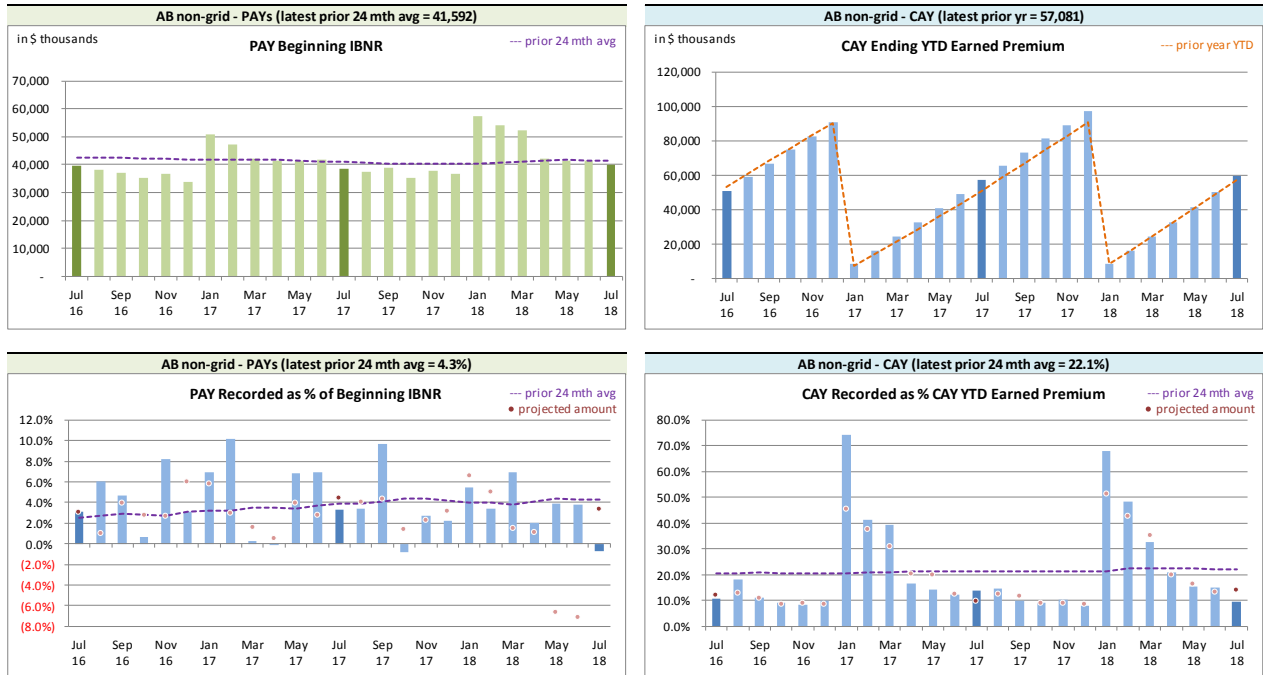 AB non-grid - PAYs (latest prior 24 mth avg = 41,592)
in $ thousands
PAY Beginning IBNR
--- prior 24 mth avg
70,000
60,000
50,000
40,000
30,000
20,000
10,000
-
Jul Sep Nov Jan Mar May Jul Sep Nov Jan Mar May Jul
16 16 16 17 17 17 17 17 17 18 18 18 18
AB non-grid - CAY (latest prior yr = 57,081)
in $ thousands
CAY Ending YTD Earned Premium
--- prior year YTD
120,000
100,000
80,000
60,000
40,000
20,000
-
Jul Sep Nov Jan Mar May Jul Sep Nov Jan Mar May Jul
16 16 16 17 17 17 17 17 17 18 18 18 18
AB non-grid - PAYs (latest prior 24 mth avg = 4.3%)
PAY Recorded as % of Beginning IBNR
--- prior 24 mth avg
● projected amount
12.0%
10.0%
8.0%
6.0%
4.0%
2.0%
0.0%
(2.0%)
(4.0%)
(6.0%)
(8.0%)
Jul Sep Nov Jan Mar May Jul Sep Nov Jan Mar May Jul
16 16 16 17 17 17 17 17 17 18 18 18 18
AB non-grid - CAY (latest prior 24 mth avg = 22.1%)
CAY Recorded as % CAY YTD Earned Premium
--- prior 24 mth avg
● projected amount
80.0%
70.0%
60.0%
50.0%
40.0%
30.0%
20.0%
10.0%
0.0%
Jul Sep Nov Jan Mar May Jul Sep Nov Jan Mar May Jul
16 16 16 17 17 17 17 17 17 18 18 18 18